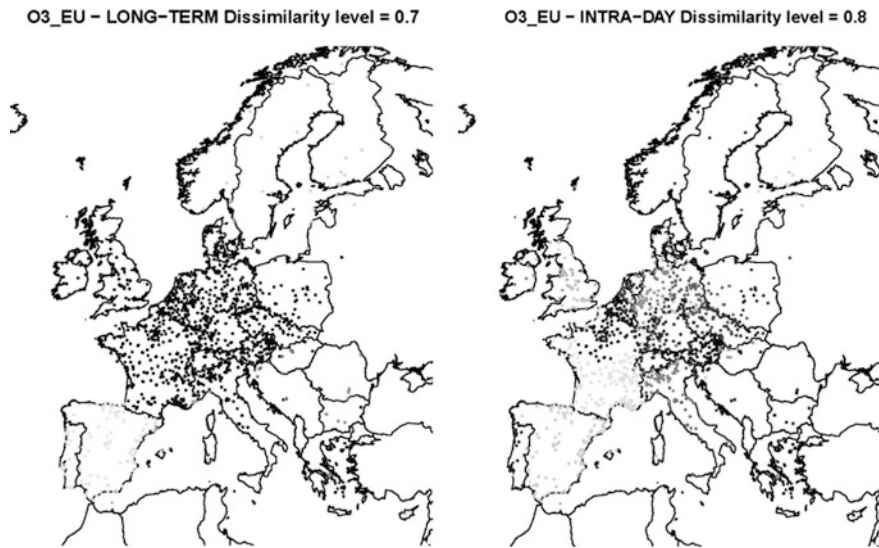 O3_EU − LONG−TERM Dissimilarity level = 0.7
O3_EU − INTRA−DAY Dissimilarity level = 0.8